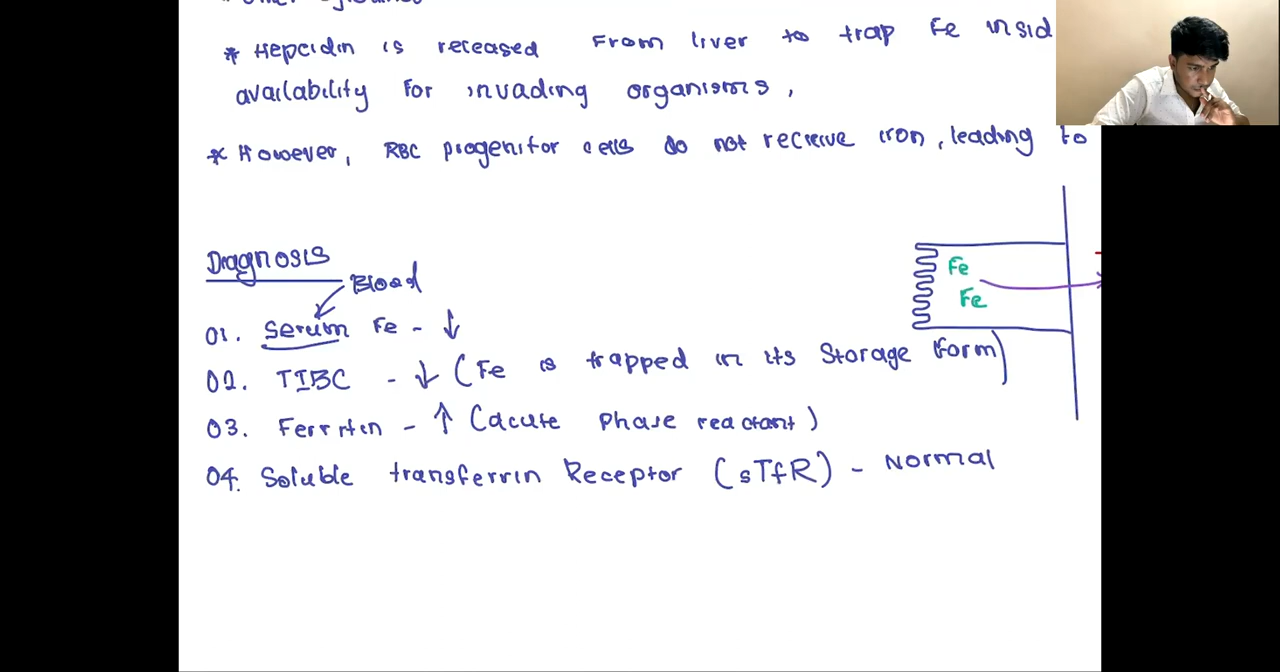 * Hepcidin is released From liver to trap Fe insid
availability for invading organisms,
* However, RBC progenitor cells do not recieve iron, leading to
Diagnosis
Blood
01. Serum Fe - ↓
02. TIBC - ↓ (Fe is trapped in its Storage Form)
03. Ferritin - ↑ (acute Phase reactant)
04. Soluble transferrin Receptor (sTfR) - Normal
Fe
Fe